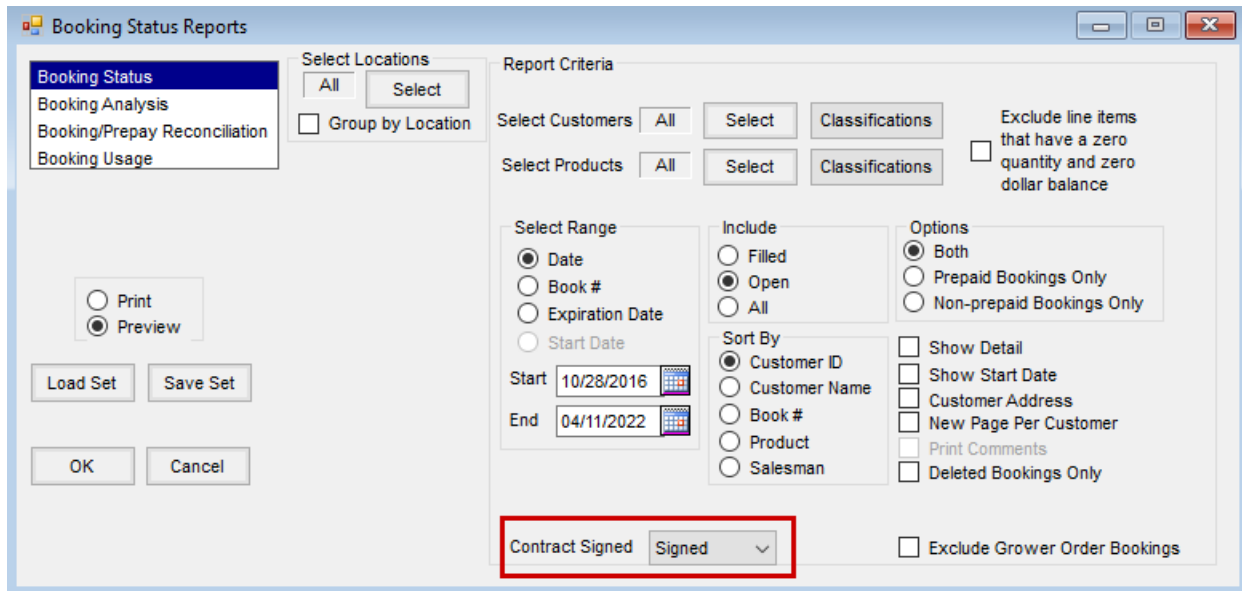 Booking Status Reports
Booking Status
Booking Analysis
Booking/Prepay Reconciliation
Booking Usage
Select Locations
All
Select
Group by Location
Print
Preview
Load Set
Save Set
OK
Cancel
Report Criteria
Select Customers
All
Select
Classifications
Select Products
All
Select
Classifications
Exclude line items
that have a zero
quantity and zero
dollar balance
Select Range
Date
Book #
Expiration Date
Start Date
Start
10/28/2016
End
04/11/2022
Include
Filled
Open
All
Sort By
Customer ID
Customer Name
Book #
Product
Salesman
Options
Both
Prepaid Bookings Only
Non-prepaid Bookings Only
Show Detail
Show Start Date
Customer Address
New Page Per Customer
Print Comments
Deleted Bookings Only
Contract Signed
Signed
Exclude Grower Order Bookings